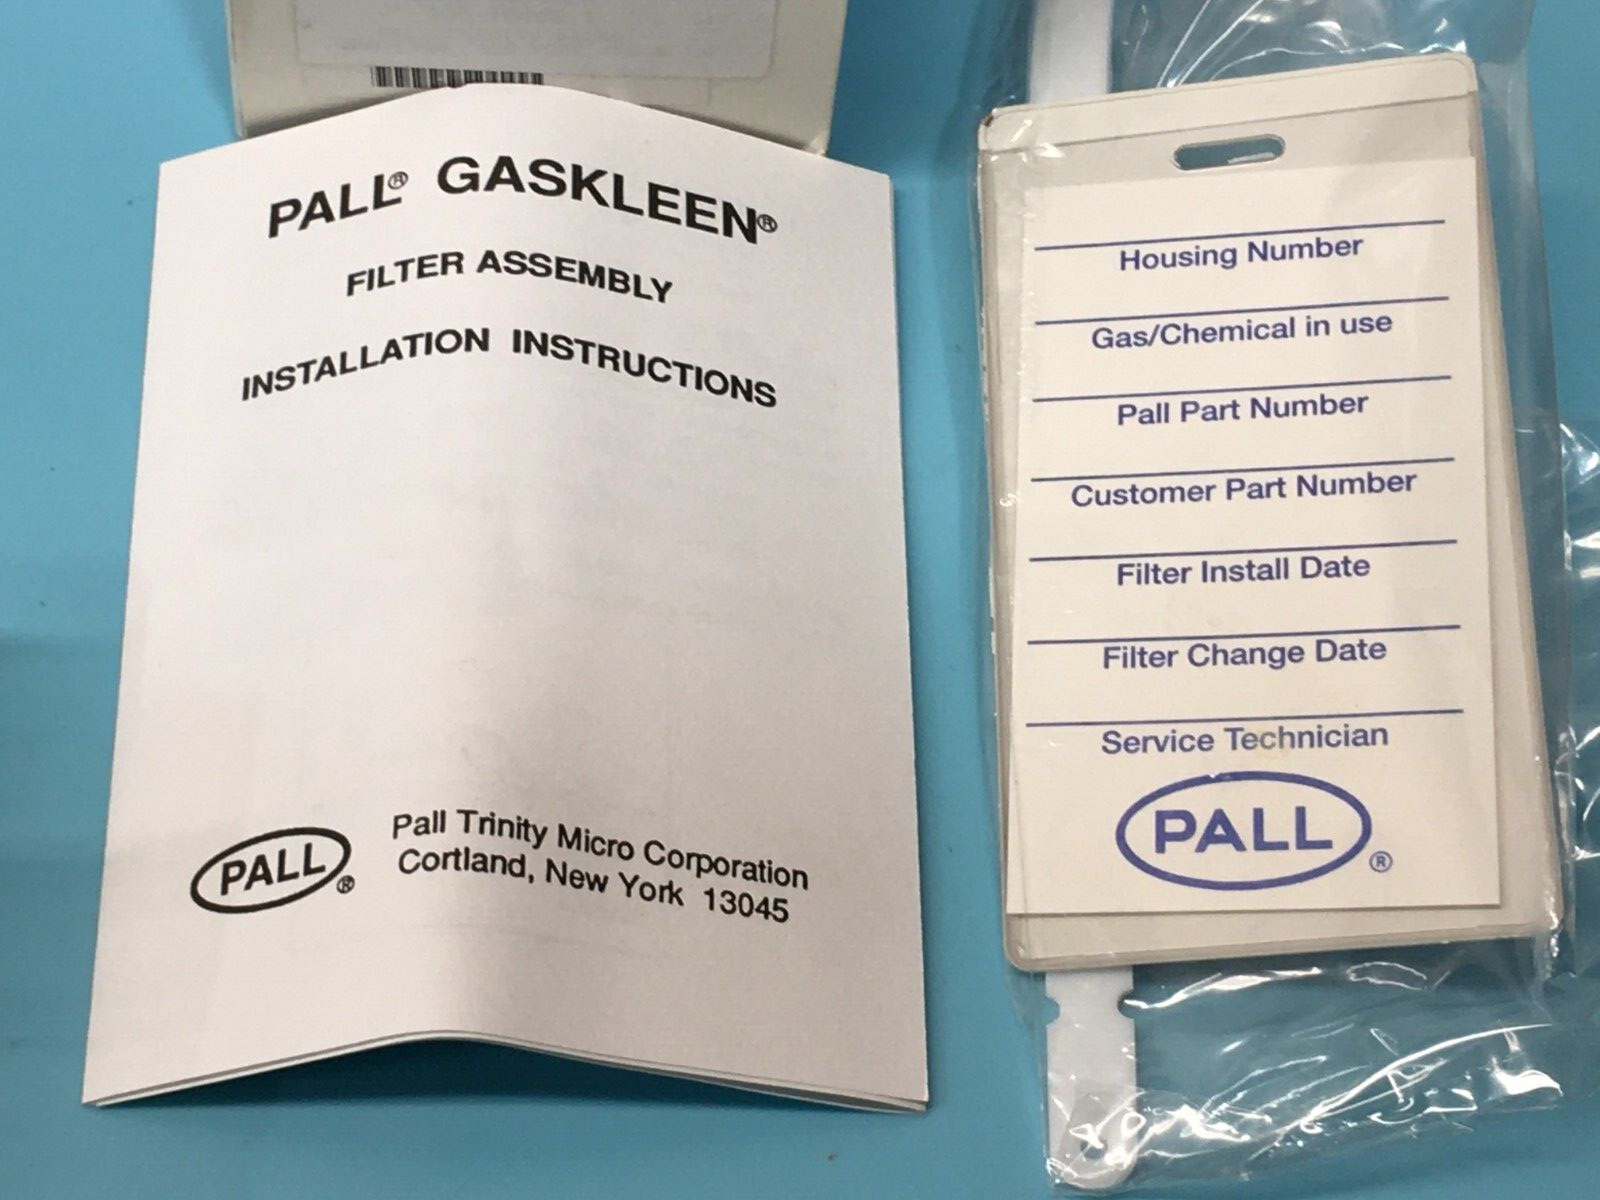 PALL® GASKLEEN®
FILTER ASSEMBLY
INSTALLATION INSTRUCTIONS
PALL®
Pall Trinity Micro Corporation
Cortland, New York 13045
Housing Number
Gas/Chemical in use
Pall Part Number
Customer Part Number
Filter Install Date
Filter Change Date
Service Technician
PALL®